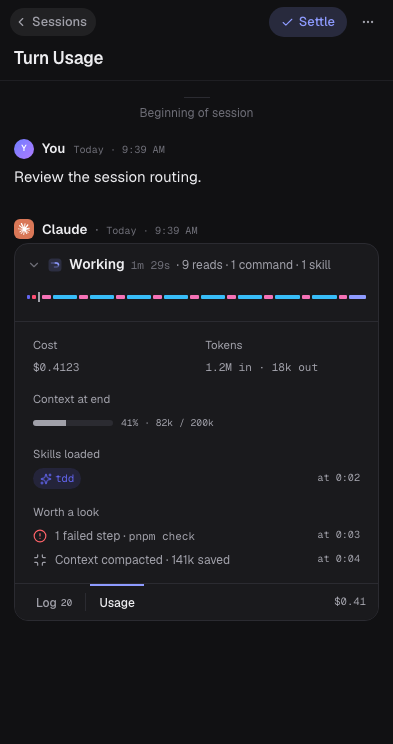 Sessions
Settle
Turn Usage
Beginning of session
Y You Today · 9:39 AM
Review the session routing.
Claude · Today · 9:39 AM
Working 1m 29s · 9 reads · 1 command · 1 skill
Cost Tokens
$0.4123 1.2M in · 18k out
Context at end
41% · 82k / 200k
Skills loaded
tdd at 0:02
Worth a look
1 failed step · pnpm check at 0:03
Context compacted · 141k saved at 0:04
Log 20 Usage $0.41